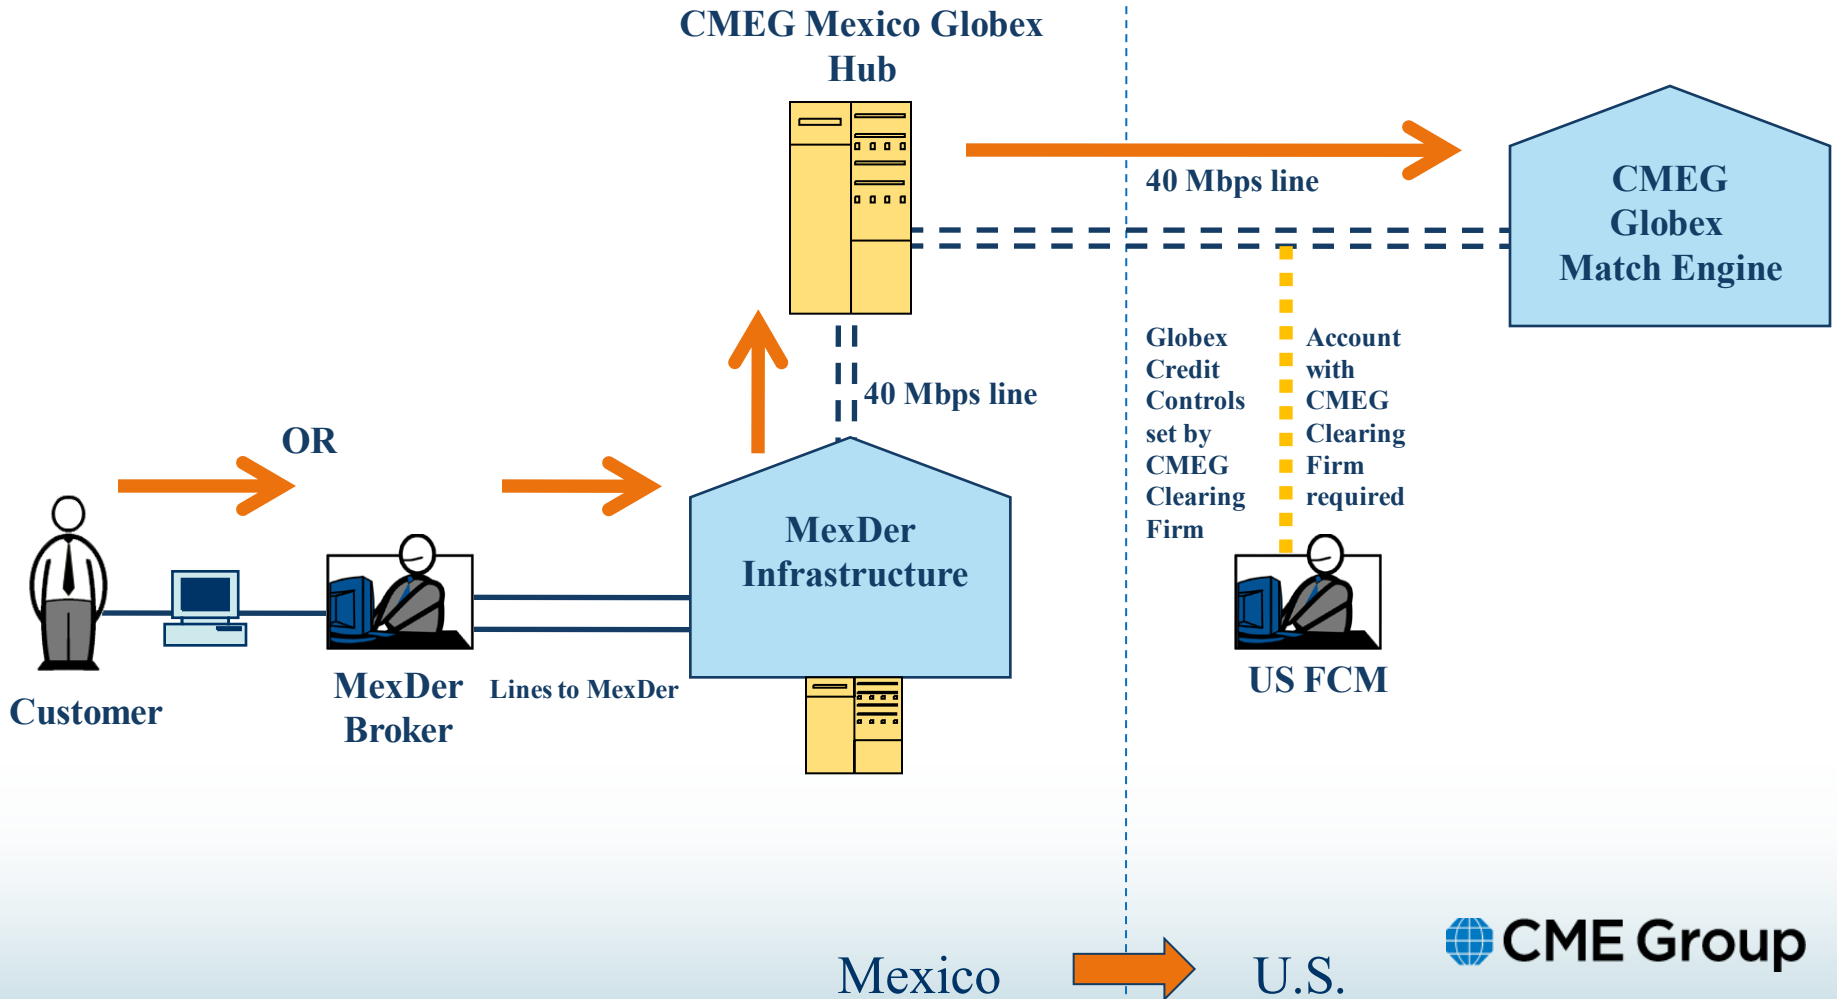 CMEG Mexico Globex
Hub
40 Mbps line
CMEG
Globex
Match Engine
Globex
Credit
Controls
set by
CMEG
Clearing
Firm
Account
with
CMEG
Clearing
Firm
required
40 Mbps line
OR
MexDer
Infrastructure
Customer
MexDer
Broker
Lines to MexDer
US FCM
CME Group
Mexico
U.S.